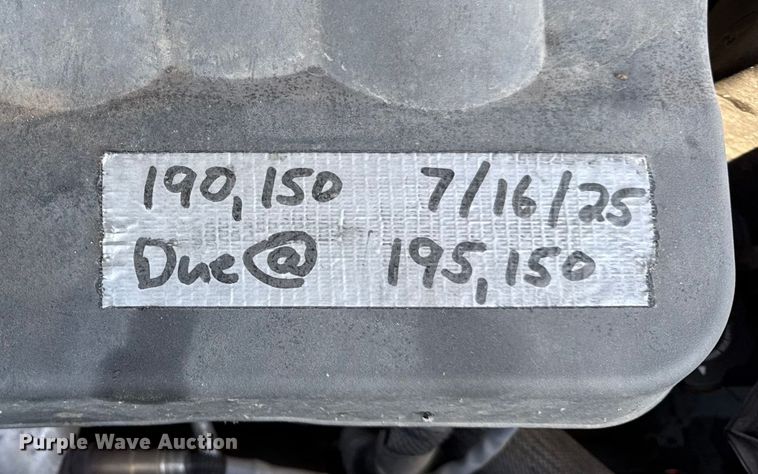 190,150 7/16/25
Due @ 195,150
Purple Wave Auction